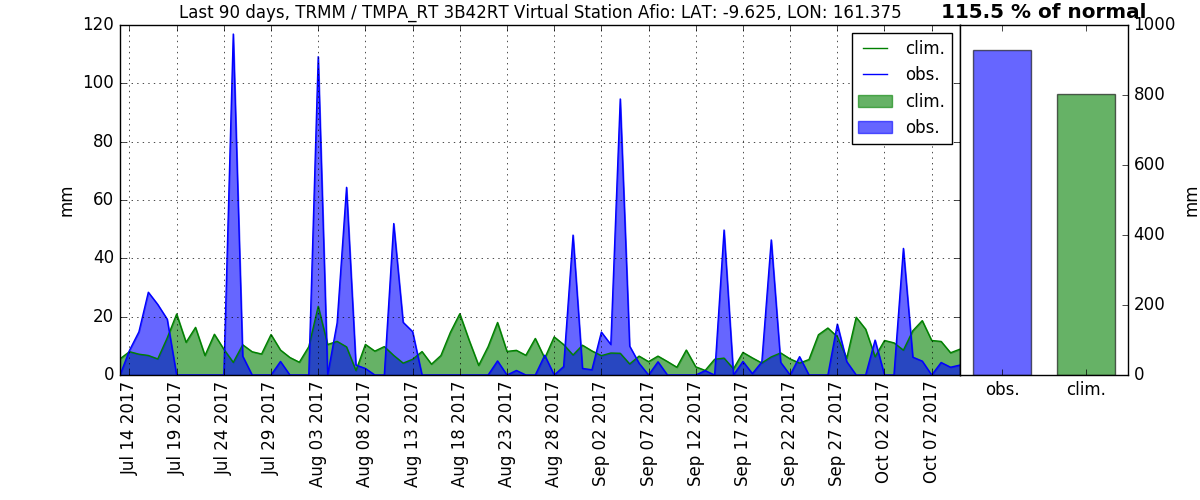 Last 90 days, TRMM / TMPA_RT 3B42RT Virtual Station Afio: LAT: -9.625, LON: 161.375
115.5 % of normal
120
100
80
60
40
20
0
mm
clim.
obs.
clim.
obs.
1000
800
600
400
200
0
mm
obs.
clim.
Jul 14 2017
Jul 19 2017
Jul 24 2017
Jul 29 2017
Aug 03 2017
Aug 08 2017
Aug 13 2017
Aug 18 2017
Aug 23 2017
Aug 28 2017
Sep 02 2017
Sep 07 2017
Sep 12 2017
Sep 17 2017
Sep 22 2017
Sep 27 2017
Oct 02 2017
Oct 07 2017